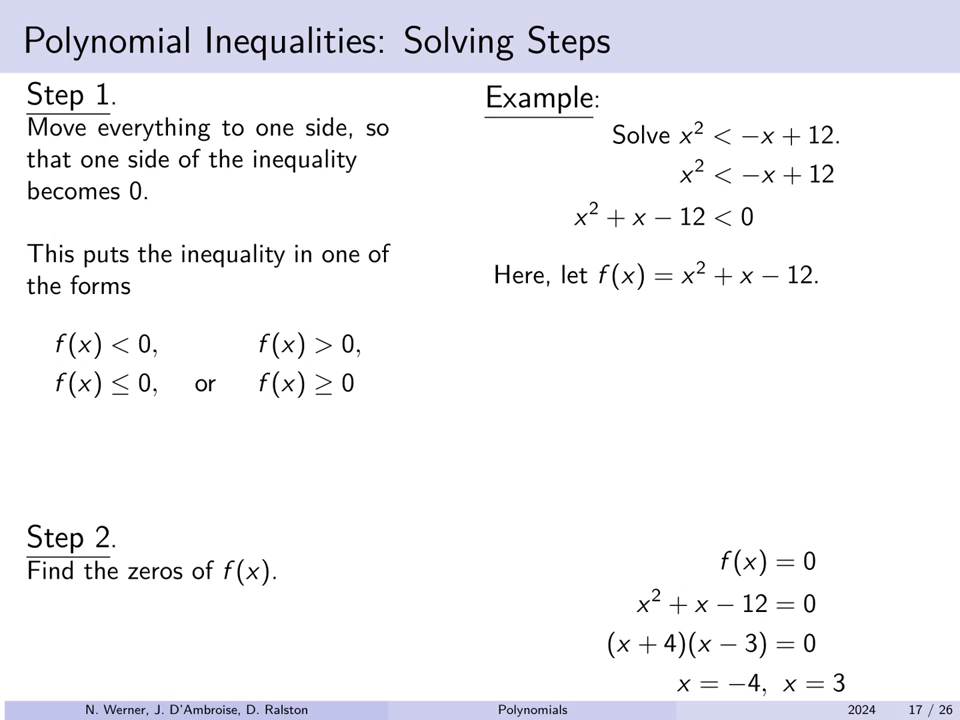 Polynomial Inequalities: Solving Steps
Step 1.
Move everything to one side, so
that one side of the inequality
becomes 0.
This puts the inequality in one of
the forms
f(x) < 0, f(x) > 0,
f(x) ≤ 0, or f(x) ≥ 0
Example:
Solve x² < −x + 12.
x² < −x + 12
x² + x − 12 < 0
Here, let f(x) = x² + x − 12.
Step 2.
Find the zeros of f(x).
f(x) = 0
x² + x − 12 = 0
(x + 4)(x − 3) = 0
x = −4, x = 3
N. Werner, J. D'Ambroise, D. Ralston Polynomials 2024 17 / 26